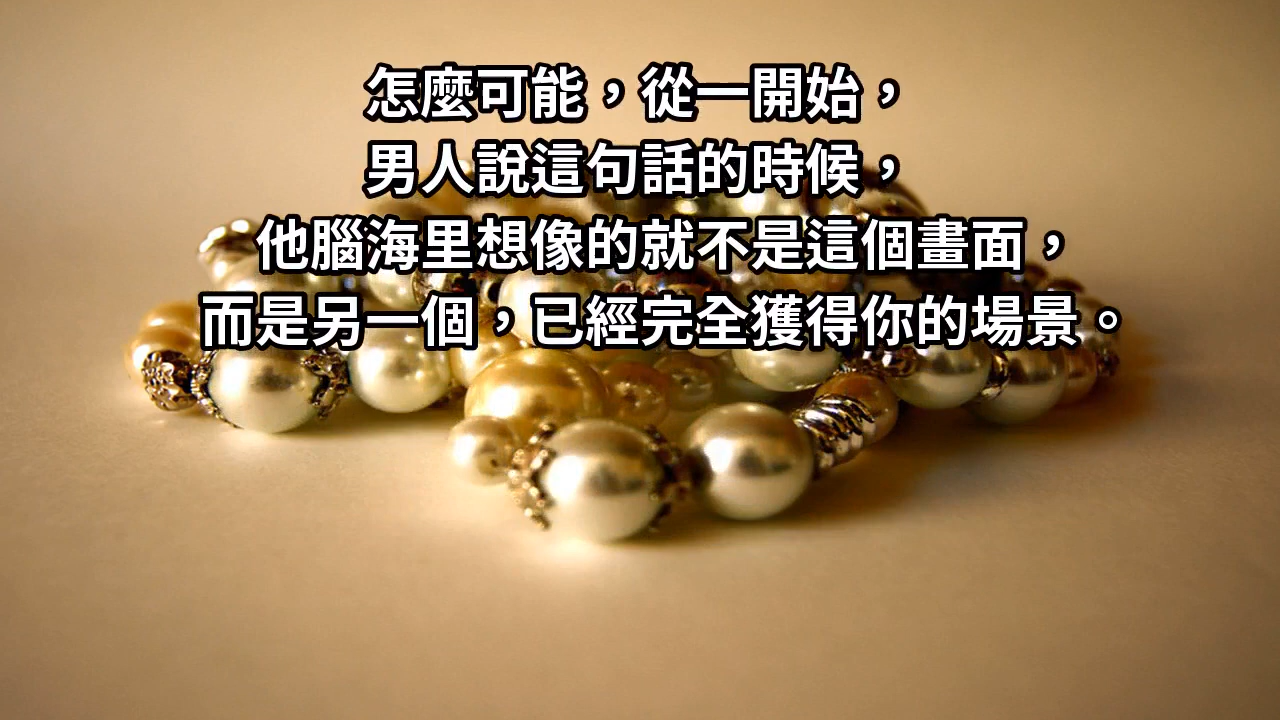 怎麼可能，從一開始，
男人說這句話的時候，
他腦海里想像的就不是這個畫面，
而是另一個，已經完全獲得你的場景。